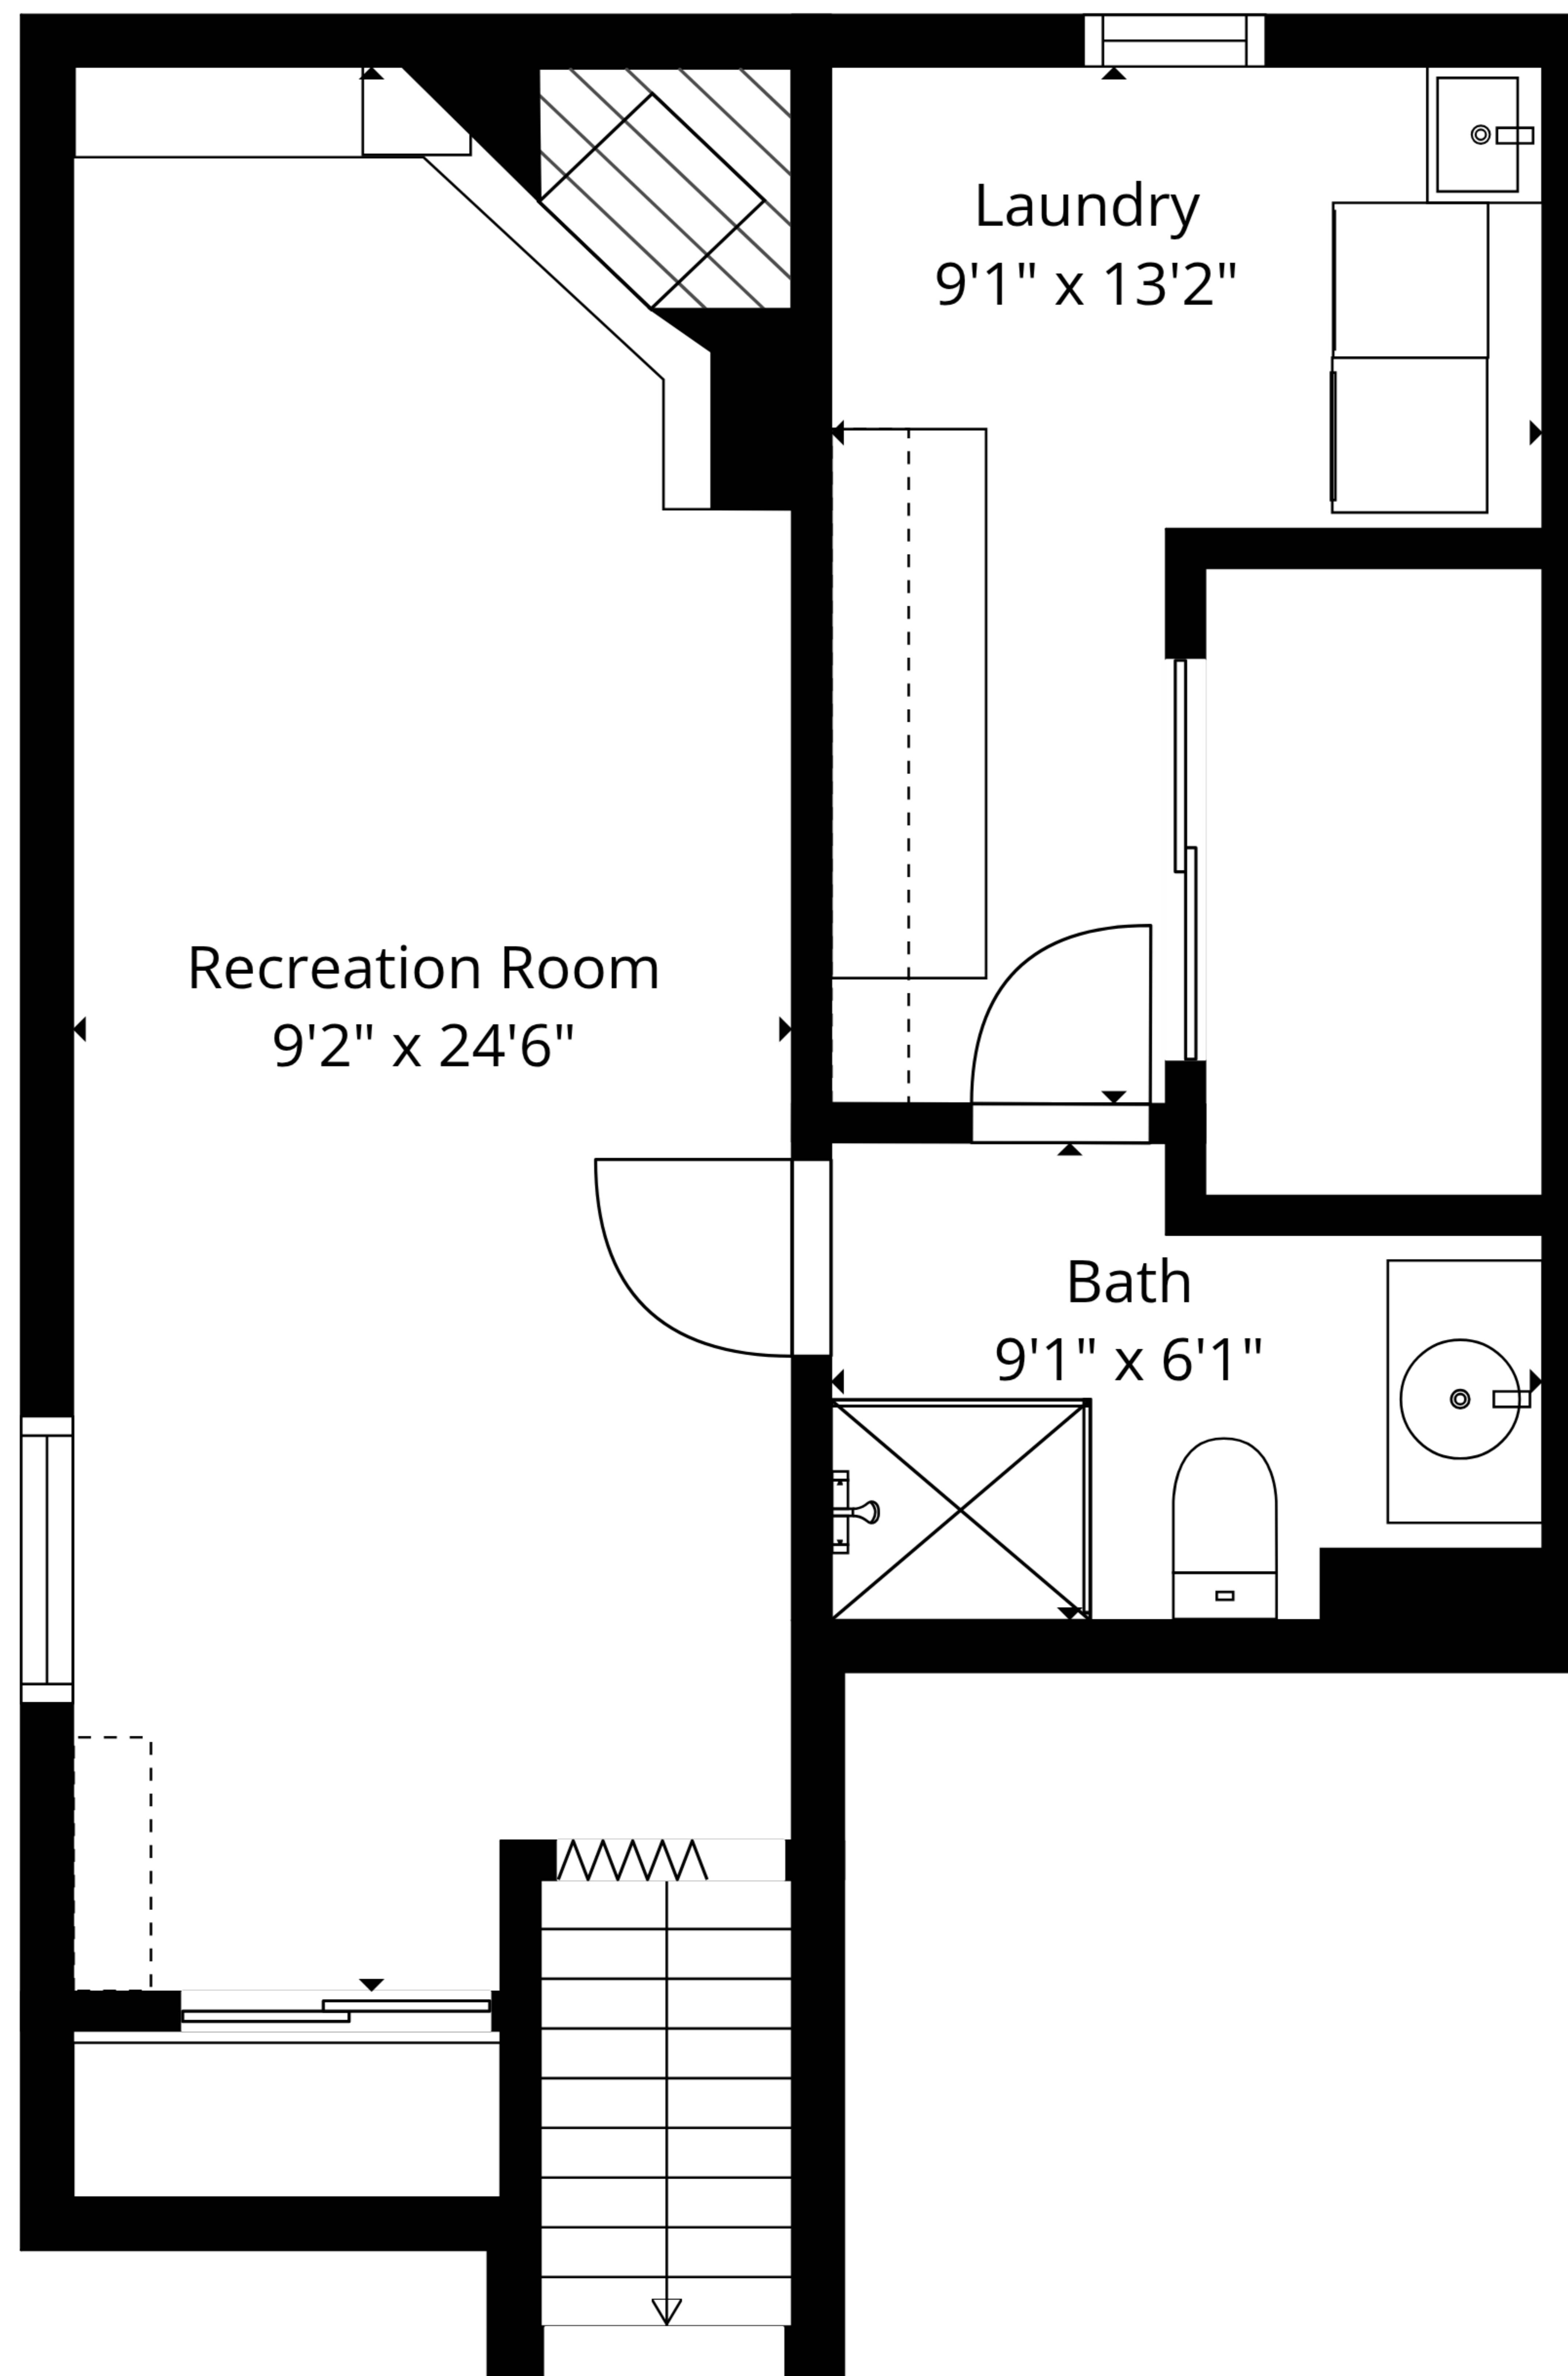 Laundry
9'1" x 13'2"
Recreation Room
9'2" x 24'6"
Bath
9'1" x 6'1"